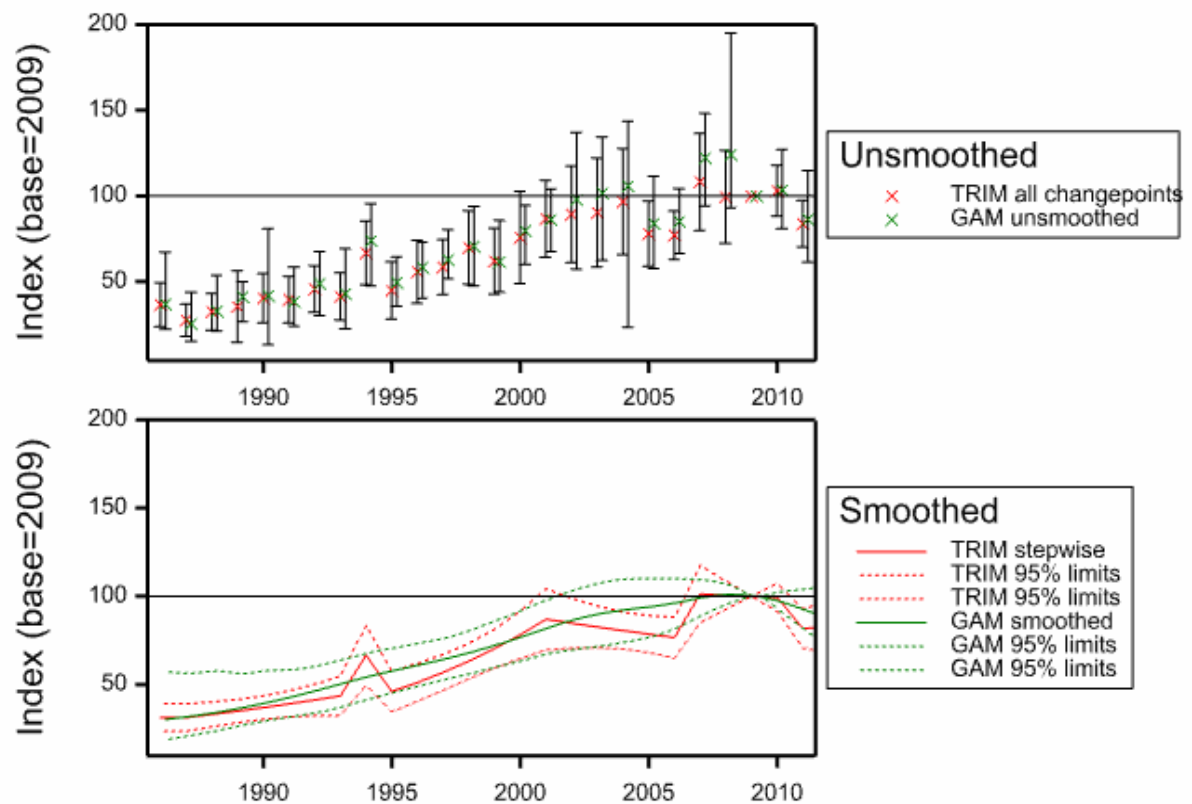 Index (base=2009)
200
150
100
50
1990
1995
2000
2005
2010
Unsmoothed
TRIM all changepoints
GAM unsmoothed
Index (base=2009)
200
150
100
50
1990
1995
2000
2005
2010
Smoothed
TRIM stepwise
TRIM 95% limits
TRIM 95% limits
GAM smoothed
GAM 95% limits
GAM 95% limits